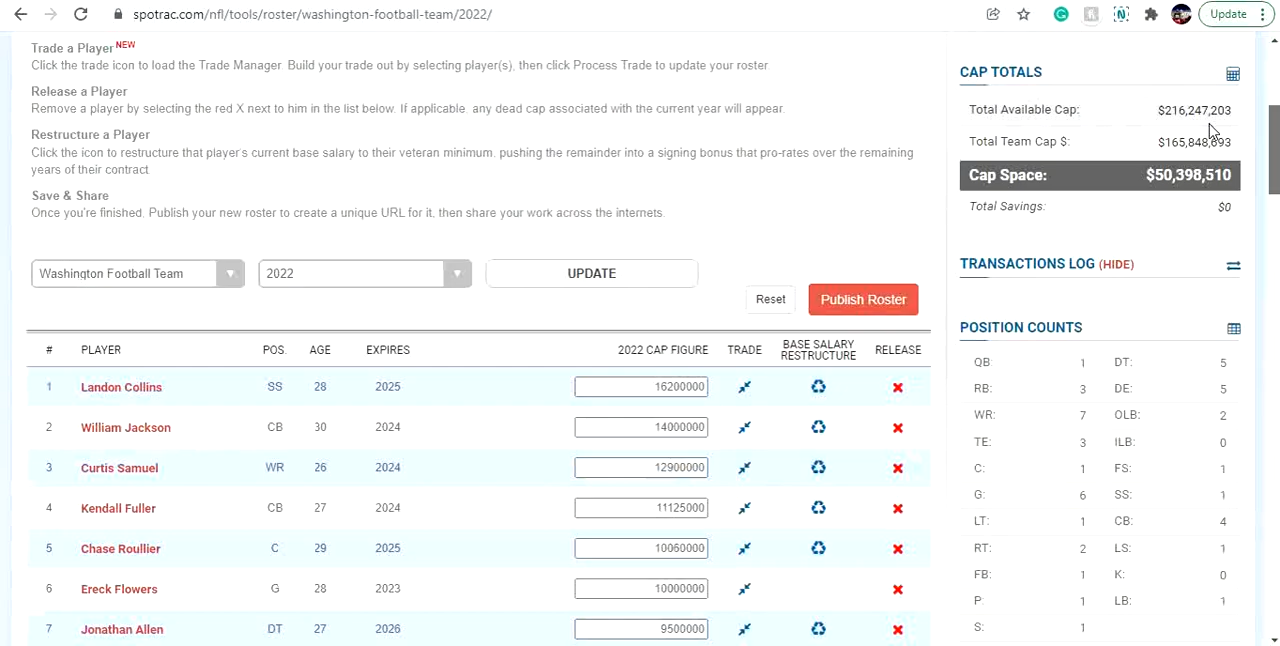 spotrac.com/nfl/tools/roster/washington-football-team/2022/
Update
Trade a Player NEW
Click the trade icon to load the Trade Manager. Build your trade out by selecting player(s), then click Process Trade to update your roster.
Release a Player
Remove a player by selecting the red X next to him in the list below. If applicable, any dead cap associated with the current year will appear.
Restructure a Player
Click the icon to restructure that player's current base salary to their veteran minimum, pushing the remainder into a signing bonus that pro-rates over the remaining
years of their contract
Save & Share
Once you're finished, Publish your new roster to create a unique URL for it, then share your work across the internets.
Washington Football Team 2022 UPDATE
Reset Publish Roster
# PLAYER POS. AGE EXPIRES 2022 CAP FIGURE TRADE BASE SALARY RESTRUCTURE RELEASE
1 Landon Collins SS 28 2025 16200000
2 William Jackson CB 30 2024 14000000
3 Curtis Samuel WR 26 2024 12900000
4 Kendall Fuller CB 27 2024 11125000
5 Chase Roullier C 29 2025 10060000
6 Ereck Flowers G 28 2023 10000000
7 Jonathan Allen DT 27 2026 9500000
CAP TOTALS
Total Available Cap: $216,247,203
Total Team Cap $: $165,848,693
Cap Space: $50,398,510
Total Savings: $0
TRANSACTIONS LOG (HIDE)
POSITION COUNTS
QB: 1 DT: 5
RB: 3 DE: 5
WR: 7 OLB: 2
TE: 3 ILB: 0
C: 1 FS: 1
G: 6 SS: 1
LT: 1 CB: 4
RT: 2 LS: 1
FB: 1 K: 0
P: 1 LB: 1
S: 1